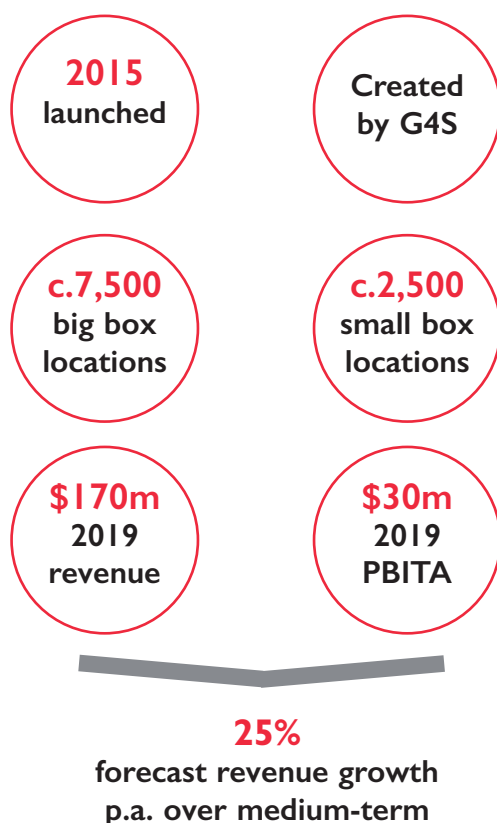 2015
launched
Created
by G4S
c.7,500
big box
locations
c.2,500
small box
locations
$170m
2019
revenue
$30m
2019
PBITA
25%
forecast revenue growth
p.a. over medium-term